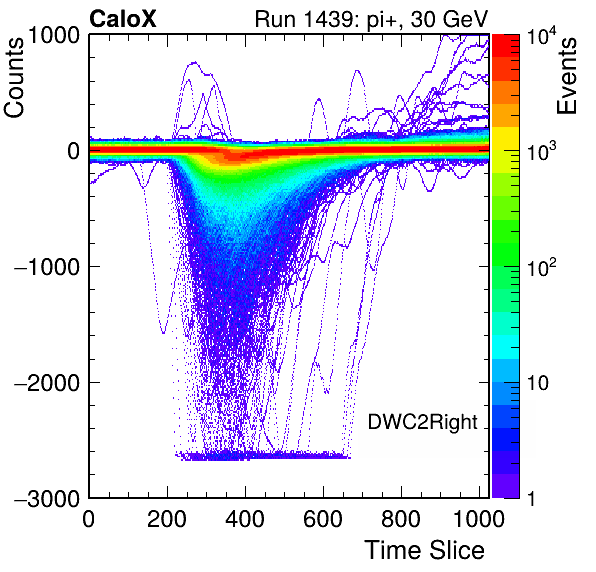 CaloX Run 1439: pi+, 30 GeV
Counts
Events
1000
0
−1000
−2000
−3000
10⁴
10³
10²
10
1
DWC2Right
0 200 400 600 800 1000
Time Slice